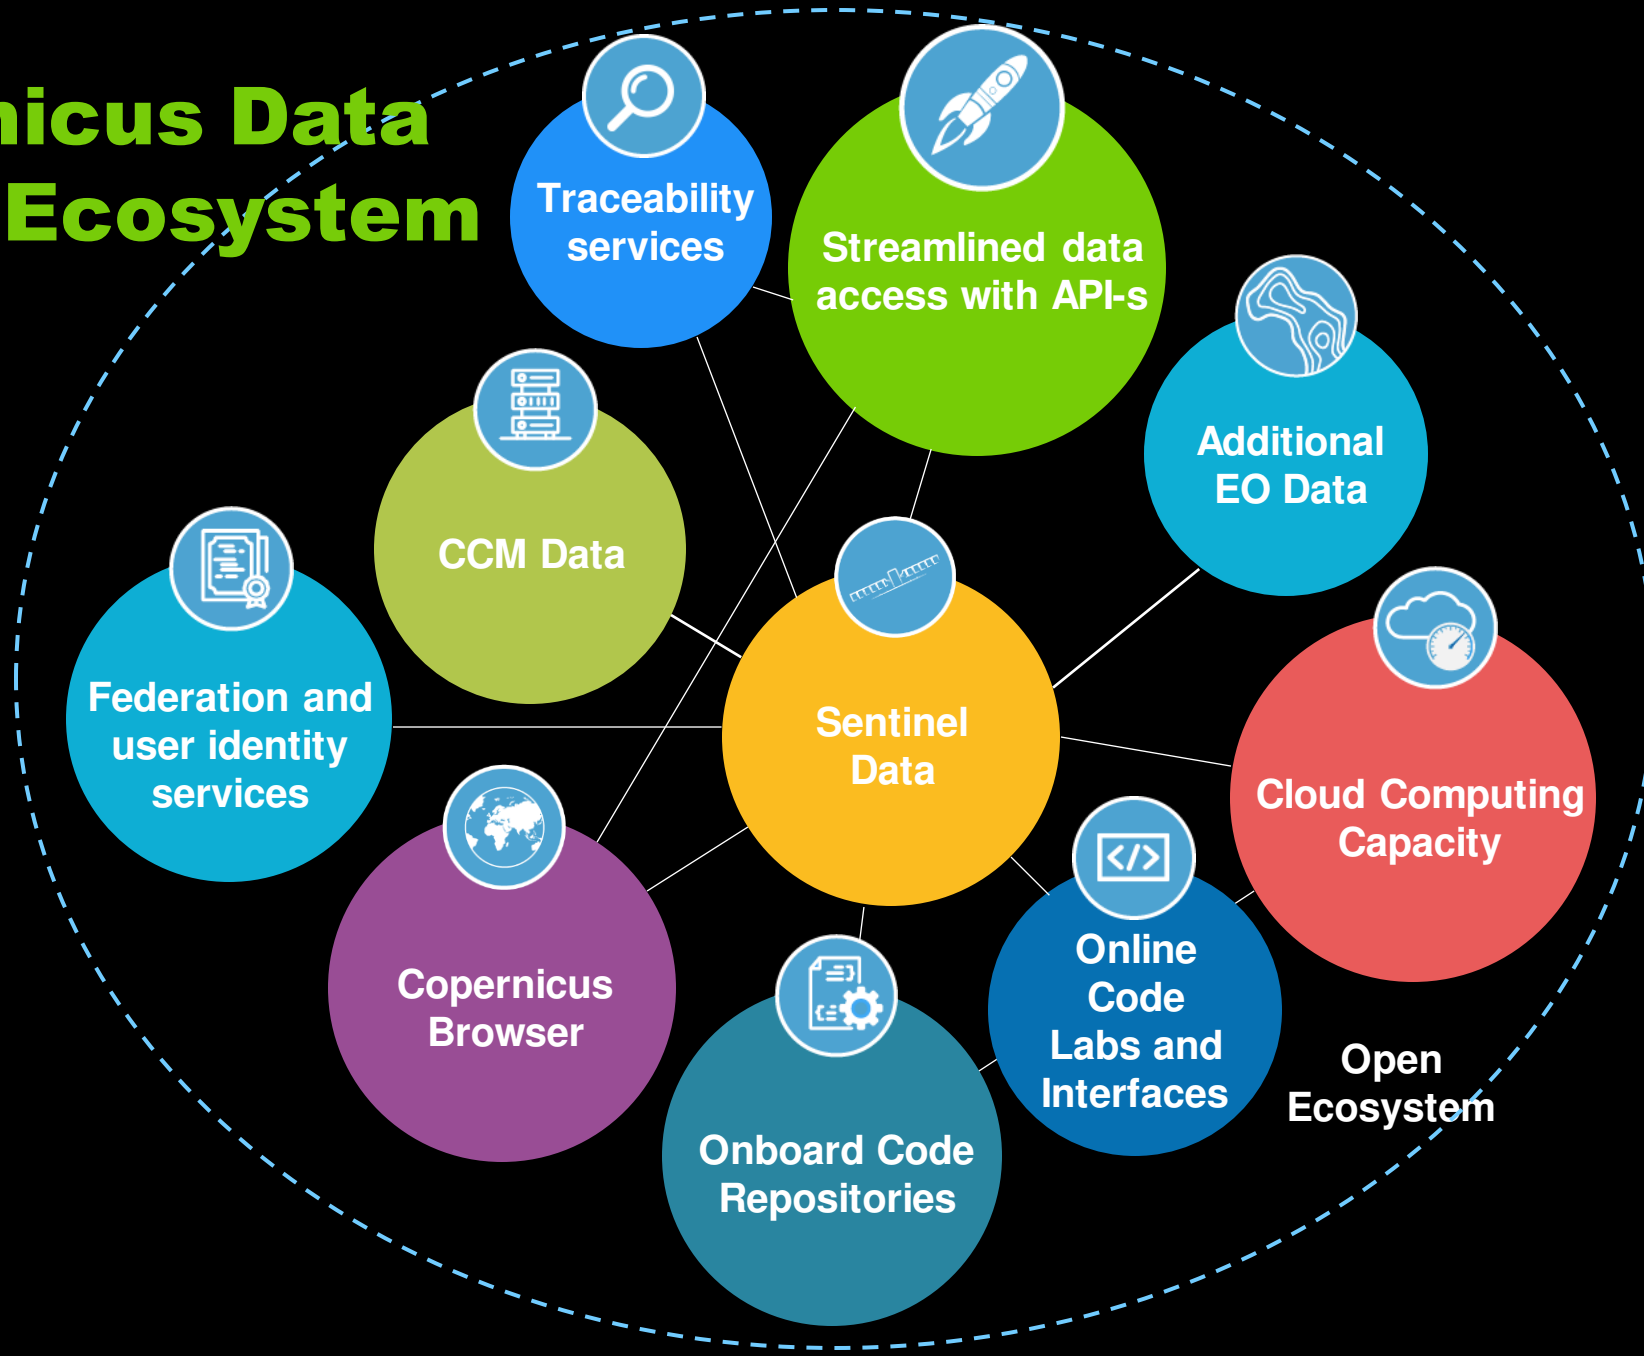 nicus Data
Ecosystem
Traceability
services
Streamlined data
access with API-s
Additional
EO Data
CCM Data
Federation and
user identity
services
Sentinel
Data
Cloud Computing
Capacity
Copernicus
Browser
Online
Code
Labs and
Interfaces
Open
Ecosystem
Onboard Code
Repositories